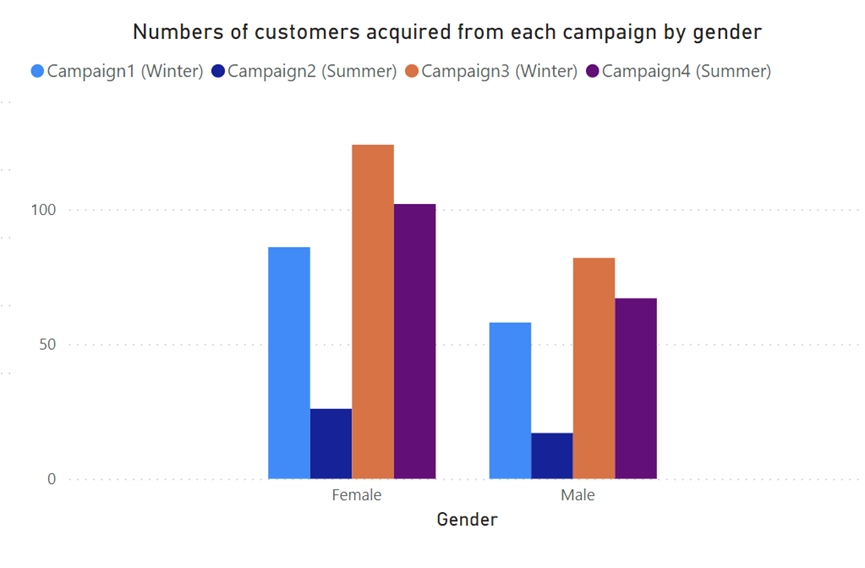 Numbers of customers acquired from each campaign by gender
Campaign1 (Winter) Campaign2 (Summer) Campaign3 (Winter) Campaign4 (Summer)
100
50
0
Female Male
Gender